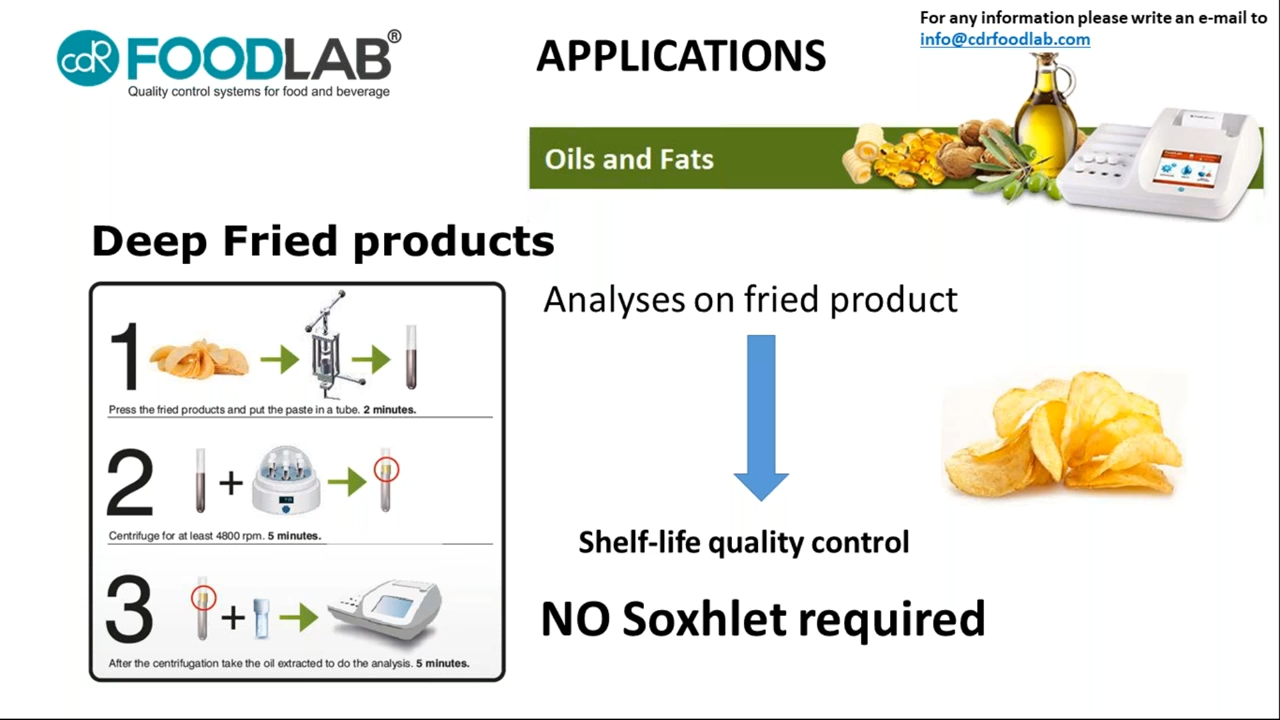 For any information please write an e-mail to
info@cdrfoodlab.com
cdR FOODLAB®
Quality control systems for food and beverage
APPLICATIONS
Oils and Fats
Deep Fried products
1
Press the fried products and put the paste in a tube. 2 minutes.
2
+
Centrifuge for at least 4800 rpm. 5 minutes.
3
+
After the centrifugation take the oil extracted to do the analysis. 5 minutes.
Analyses on fried product
Shelf-life quality control
NO Soxhlet required